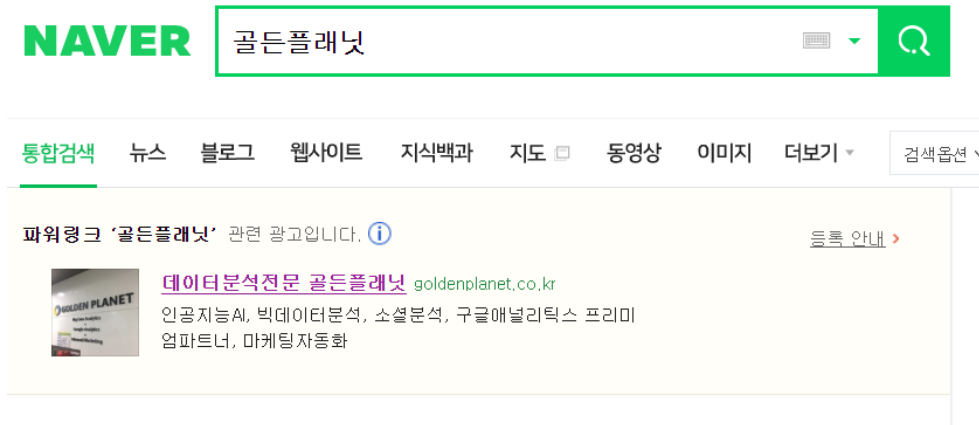 NAVER 골든플래닛
통합검색 뉴스 블로그 웹사이트 지식백과 지도 동영상 이미지 더보기 검색옵션
파워링크 '골든플래닛' 관련 광고입니다. i
등록 안내 >
데이터분석전문 골든플래닛 goldenplanet.co.kr
GOLDEN PLANET
인공지능AI, 빅데이터분석, 소셜분석, 구글애널리틱스 프리미
엄파트너, 마케팅자동화